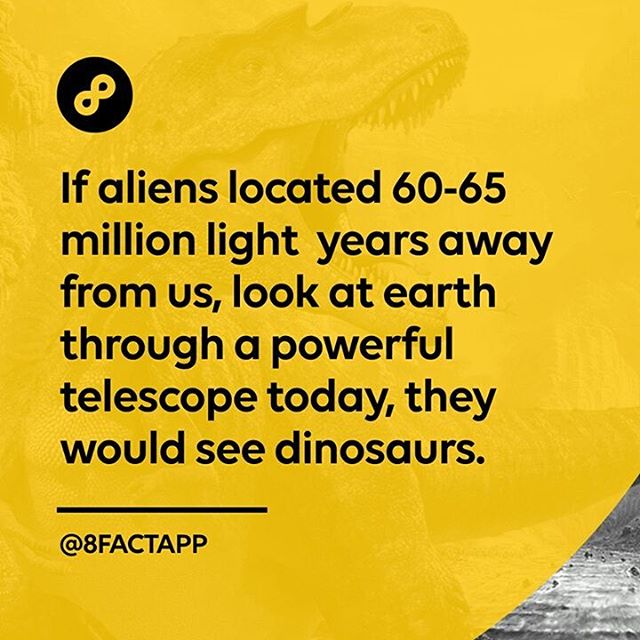 If aliens located 60-65
million light  years away
from us, look at earth
through a powerful
telescope today, they
would see dinosaurs.
@8FACTAPP